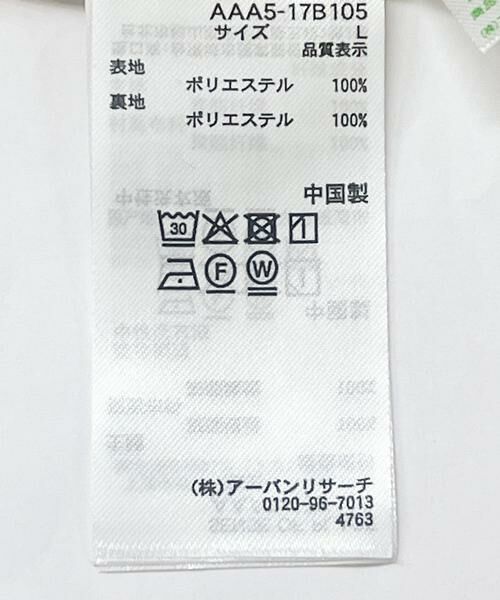 AAA5-17B105
サイズ L
品質表示
表地
ポリエステル 100%
裏地
ポリエステル 100%
中国製
30
F W
(株)アーバンリサーチ
0120-96-7013
4763